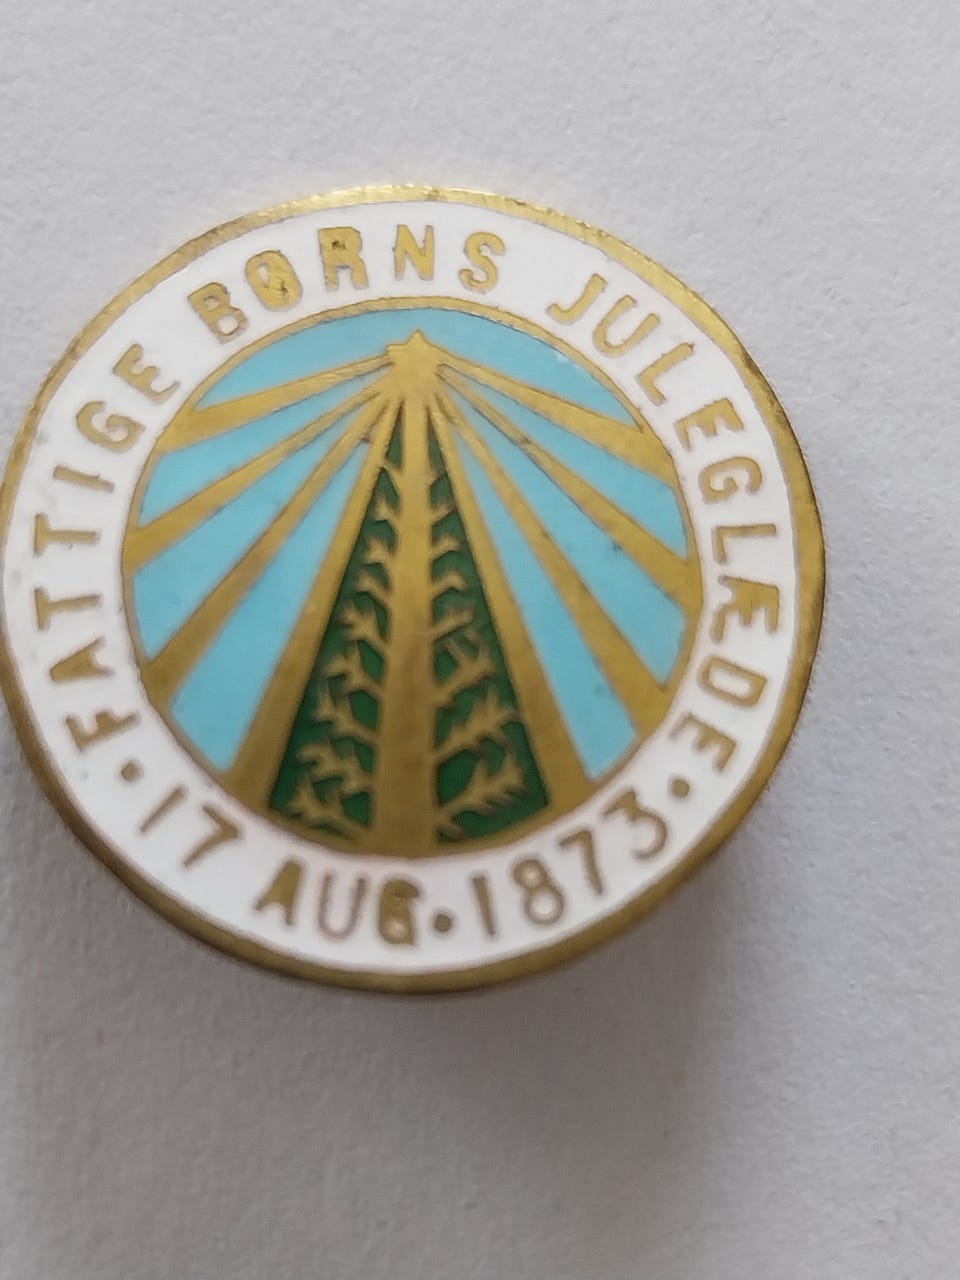 FATTIGE BØRNS JULEGLÆDE
· 17 AUG · 1873 ·